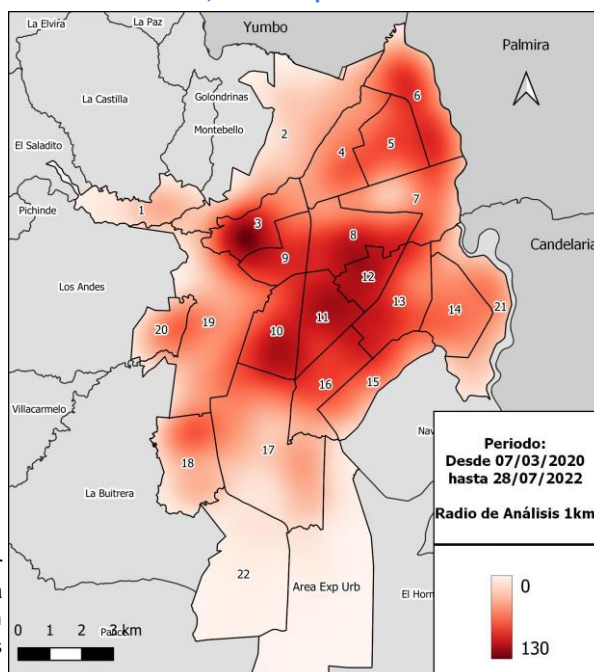 La Elvira
La Paz
Yumbo
Palmira
La Castilla
Golondrinas
Montebello
El Saladito
Pichinde
Los Andes
Candelaria
Villacarmelo
La Buitrera
1
2
3
4
5
6
7
8
9
10
11
12
13
14
15
16
17
18
19
20
21
22
Area Exp Urb
Nav
El Horm
Periodo:
Desde 07/03/2020
hasta 28/07/2022
Radio de Análisis 1km
0
130
0 1 2 3 km